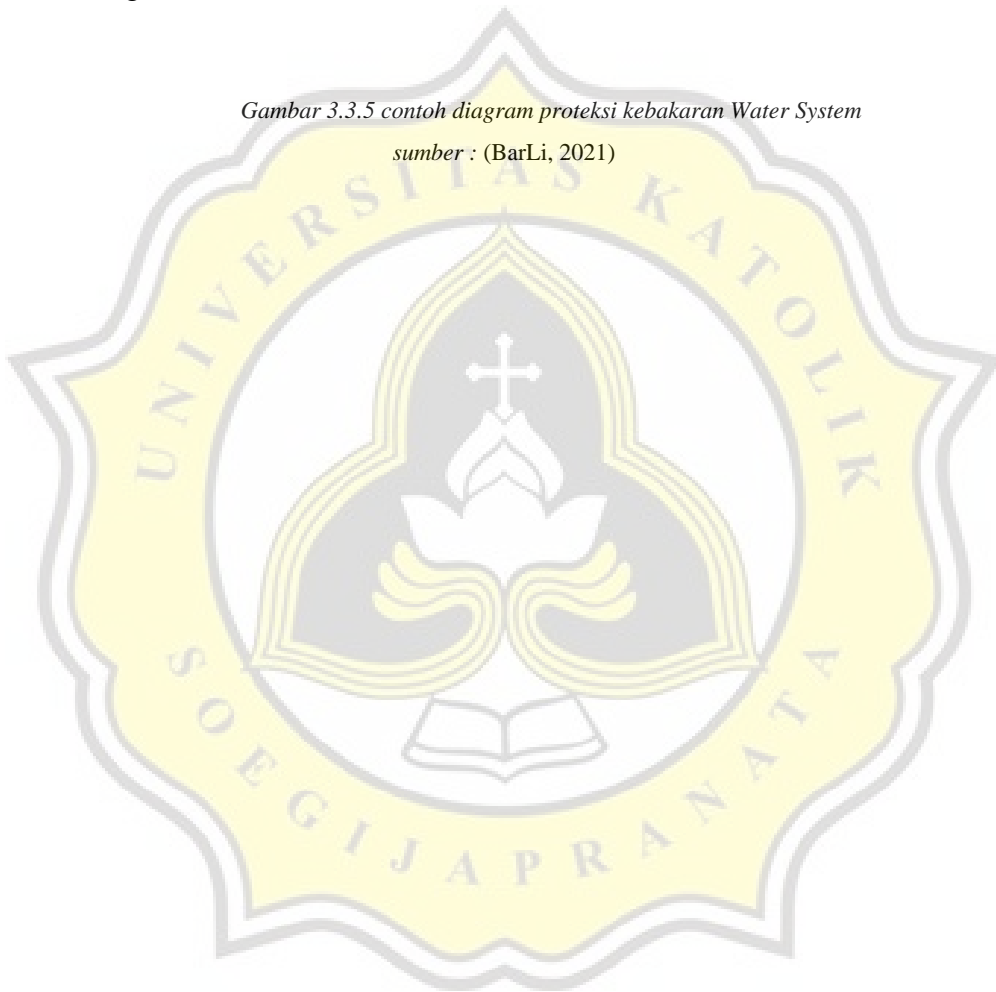 Gambar 3.3.5 contoh diagram proteksi kebakaran Water System
sumber : (BarLi, 2021)
UNIVERSITAS KATOLIK
SOEGIJAPRANATA